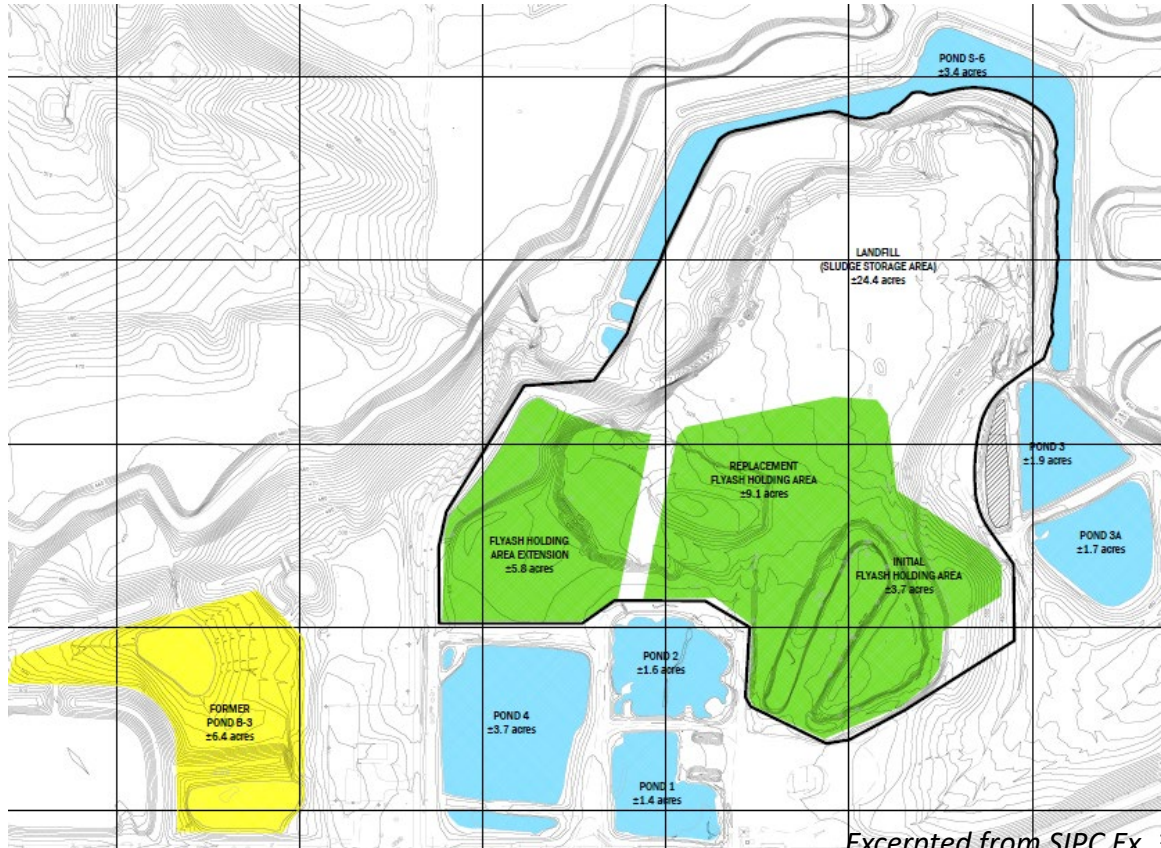 POND S-6
±3.4 acres
LANDFILL
(SLUDGE STORAGE AREA)
±24.4 acres
POND 3
±1.9 acres
REPLACEMENT
FLYASH HOLDING AREA
±9.1 acres
POND 3A
±1.7 acres
FLYASH HOLDING
AREA EXTENSION
±5.8 acres
INITIAL
FLYASH HOLDING AREA
±3.7 acres
POND 2
±1.6 acres
FORMER
POND B-3
±6.4 acres
POND 4
±3.7 acres
POND 1
±1.4 acres
Excerpted from SIPC Ex.